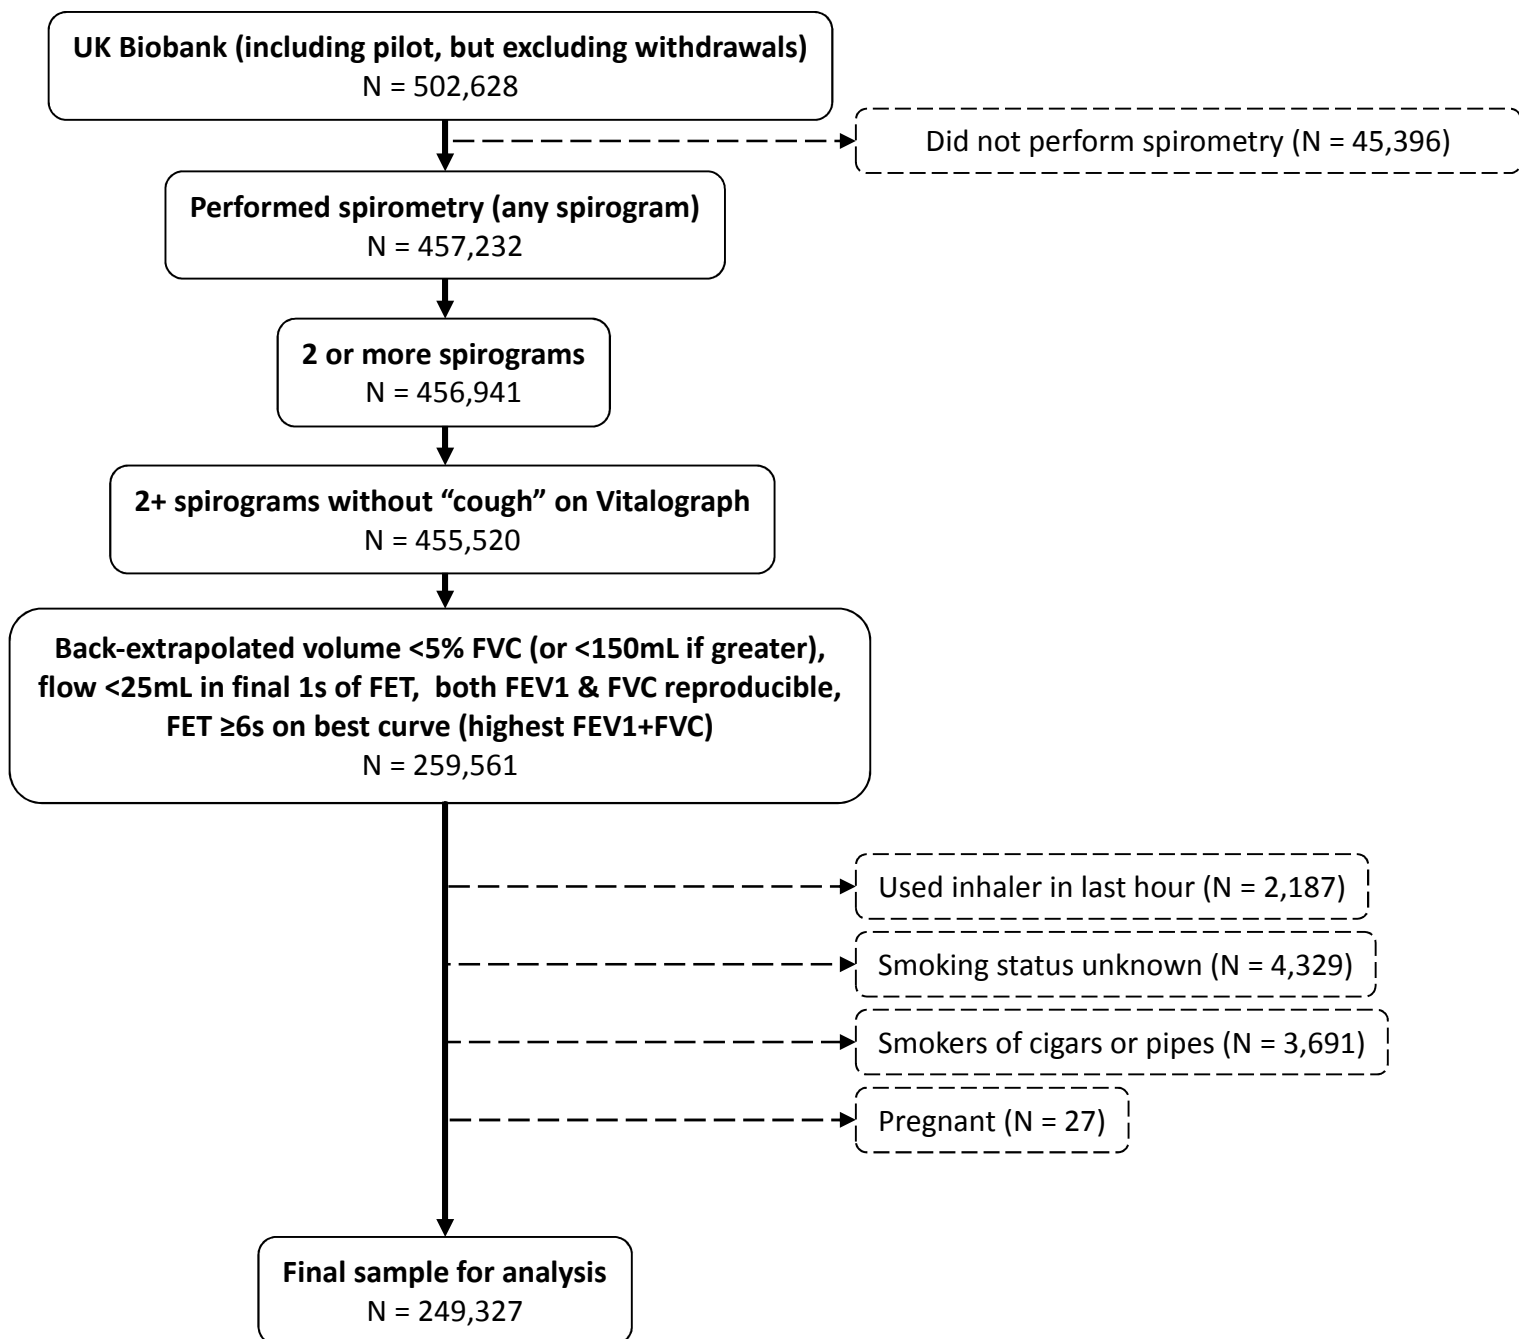 UK Biobank (including pilot, but excluding withdrawals)
N = 502,628
Did not perform spirometry (N = 45,396)
Performed spirometry (any spirogram)
N = 457,232
2 or more spirograms
N = 456,941
2+ spirograms without “cough” on Vitalograph
N = 455,520
Back-extrapolated volume <5% FVC (or <150mL if greater),
flow <25mL in final 1s of FET, both FEV1 & FVC reproducible,
FET ≥6s on best curve (highest FEV1+FVC)
N = 259,561
Used inhaler in last hour (N = 2,187)
Smoking status unknown (N = 4,329)
Smokers of cigars or pipes (N = 3,691)
Pregnant (N = 27)
Final sample for analysis
N = 249,327